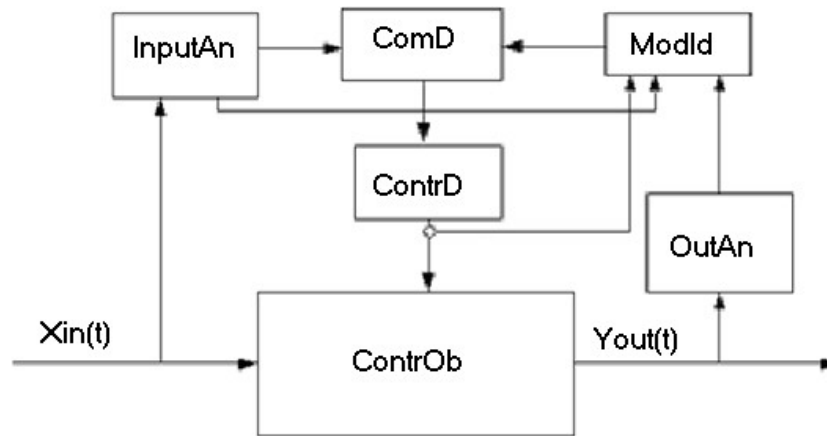 InputAn
ComD
ModId
ContrD
OutAn
Xin(t)
ContrOb
Yout(t)